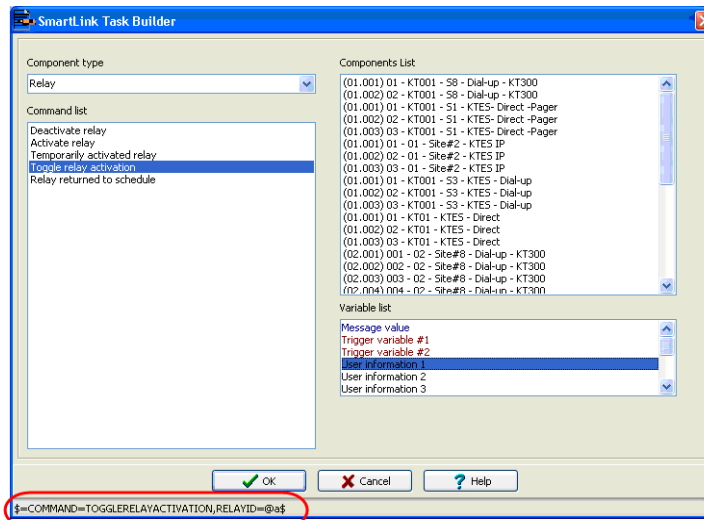 SmartLink Task Builder
Component type
Relay
Command list
Deactivate relay
Activate relay
Temporarily activated relay
Toggle relay activation
Relay returned to schedule
Components List
(01.001) 01 - KT001 - S8 - Dial-up - KT300
(01.002) 02 - KT001 - S8 - Dial-up - KT300
(01.001) 01 - KT001 - S1 - KTES- Direct -Pager
(01.002) 02 - KT001 - S1 - KTES- Direct -Pager
(01.003) 03 - KT001 - S1 - KTES- Direct -Pager
(01.001) 01 - 01 - Site#2 - KTES IP
(01.002) 02 - 01 - Site#2 - KTES IP
(01.003) 03 - 01 - Site#2 - KTES IP
(01.001) 01 - KT001 - S3 - KTES - Dial-up
(01.002) 02 - KT001 - S3 - KTES - Dial-up
(01.003) 03 - KT001 - S3 - KTES - Dial-up
(01.001) 01 - KT01 - KTES - Direct
(01.002) 02 - KT01 - KTES - Direct
(01.003) 03 - KT01 - KTES - Direct
(02.001) 001 - 02 - Site#8 - Dial-up - KT300
(02.002) 002 - 02 - Site#8 - Dial-up - KT300
(02.003) 003 - 02 - Site#8 - Dial-up - KT300
(02.004) 004 - 02 - Site#8 - Dial-up - KT300
Variable list
Message value
Trigger variable #1
Trigger variable #2
User information 1
User information 2
User information 3
OK
Cancel
? Help
$=COMMAND=TOGGLERELAYACTIVATION,RELAYID=@a$